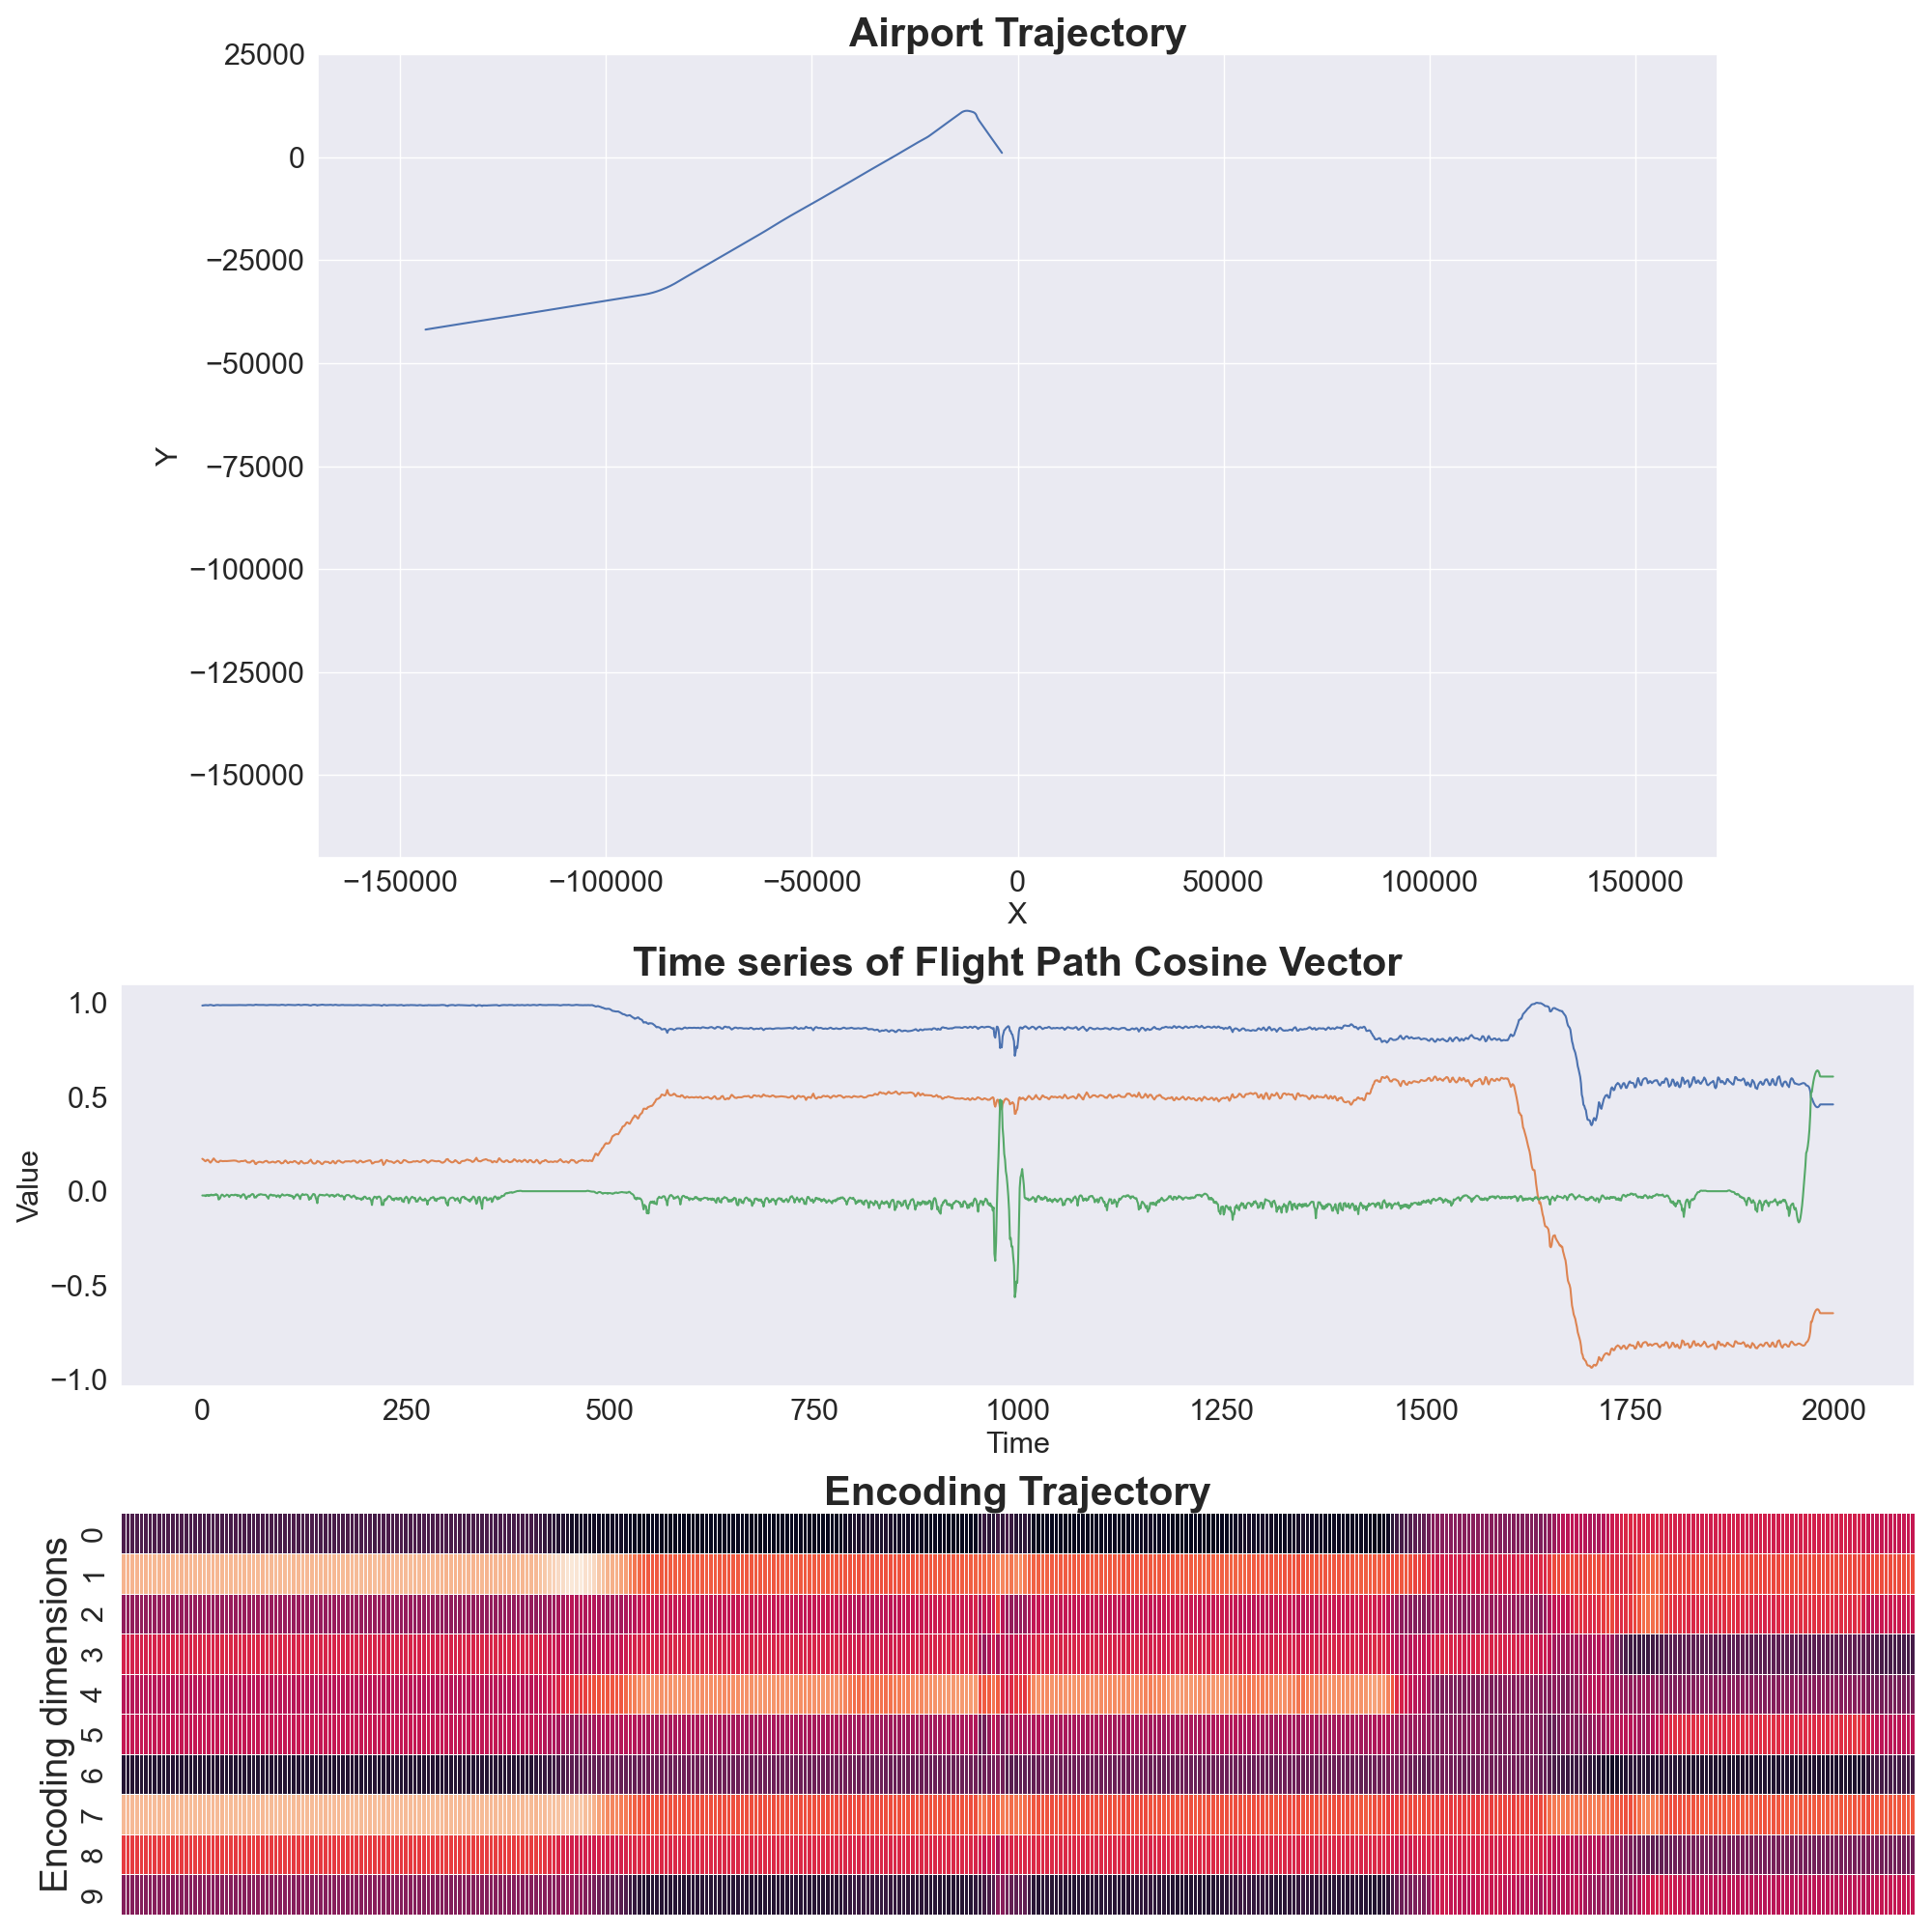 Airport Trajectory
25000
0
−25000
−50000
−75000
−100000
−125000
−150000
Y
−150000 −100000 −50000 0 50000 100000 150000
X
Time series of Flight Path Cosine Vector
1.0
0.5
0.0
−0.5
−1.0
Value
0 250 500 750 1000 1250 1500 1750 2000
Time
Encoding Trajectory
Encoding dimensions
0
1
2
3
4
5
6
7
8
9